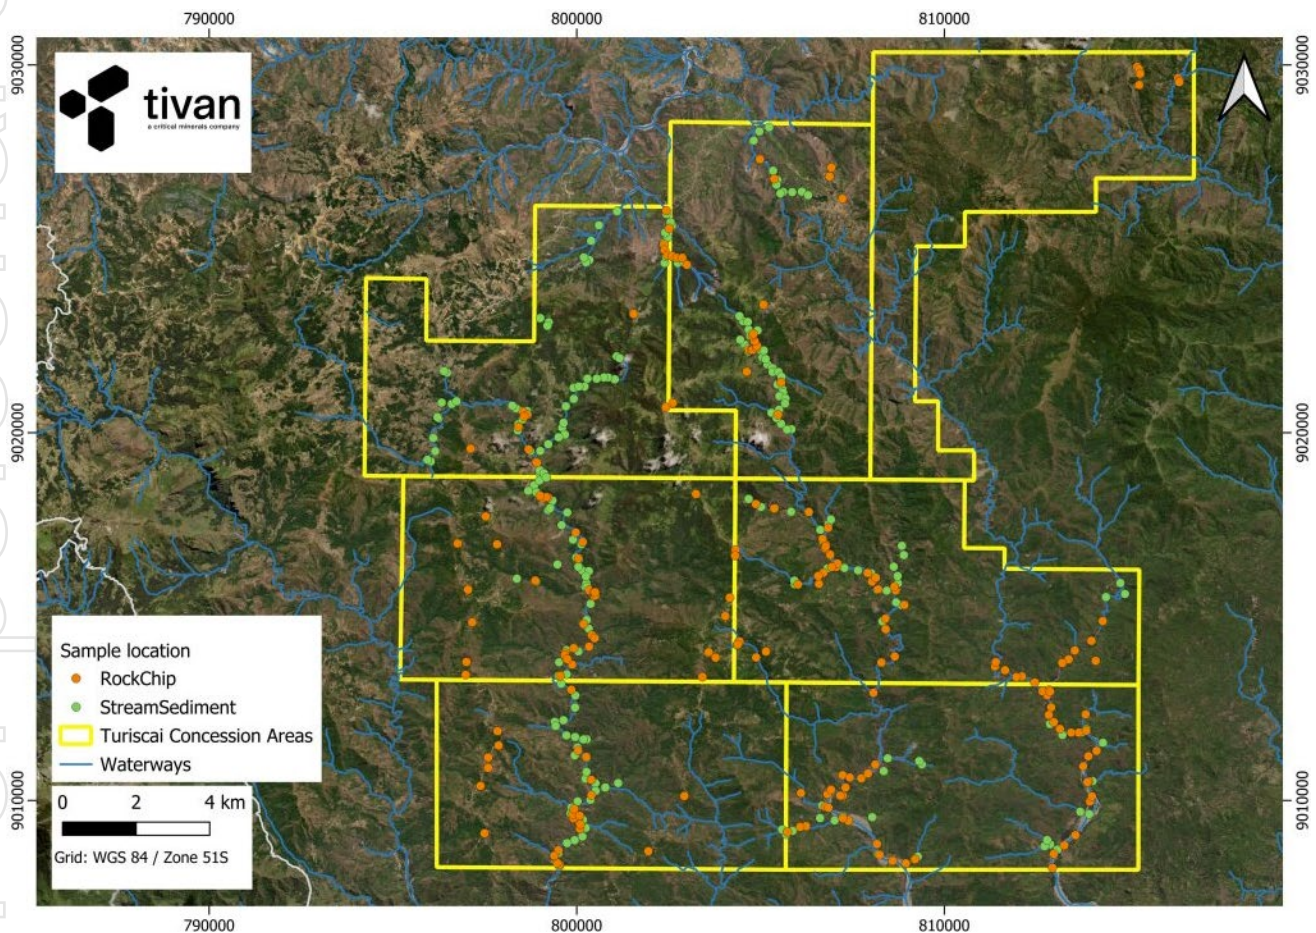 790000
800000
810000
9030000
9030000
tivan
a critical minerals company
9020000
9020000
Sample location
RockChip
StreamSediment
Turiscai Concession Areas
Waterways
0 2 4 km
Grid: WGS 84 / Zone 51S
9010000
9010000
790000
800000
810000